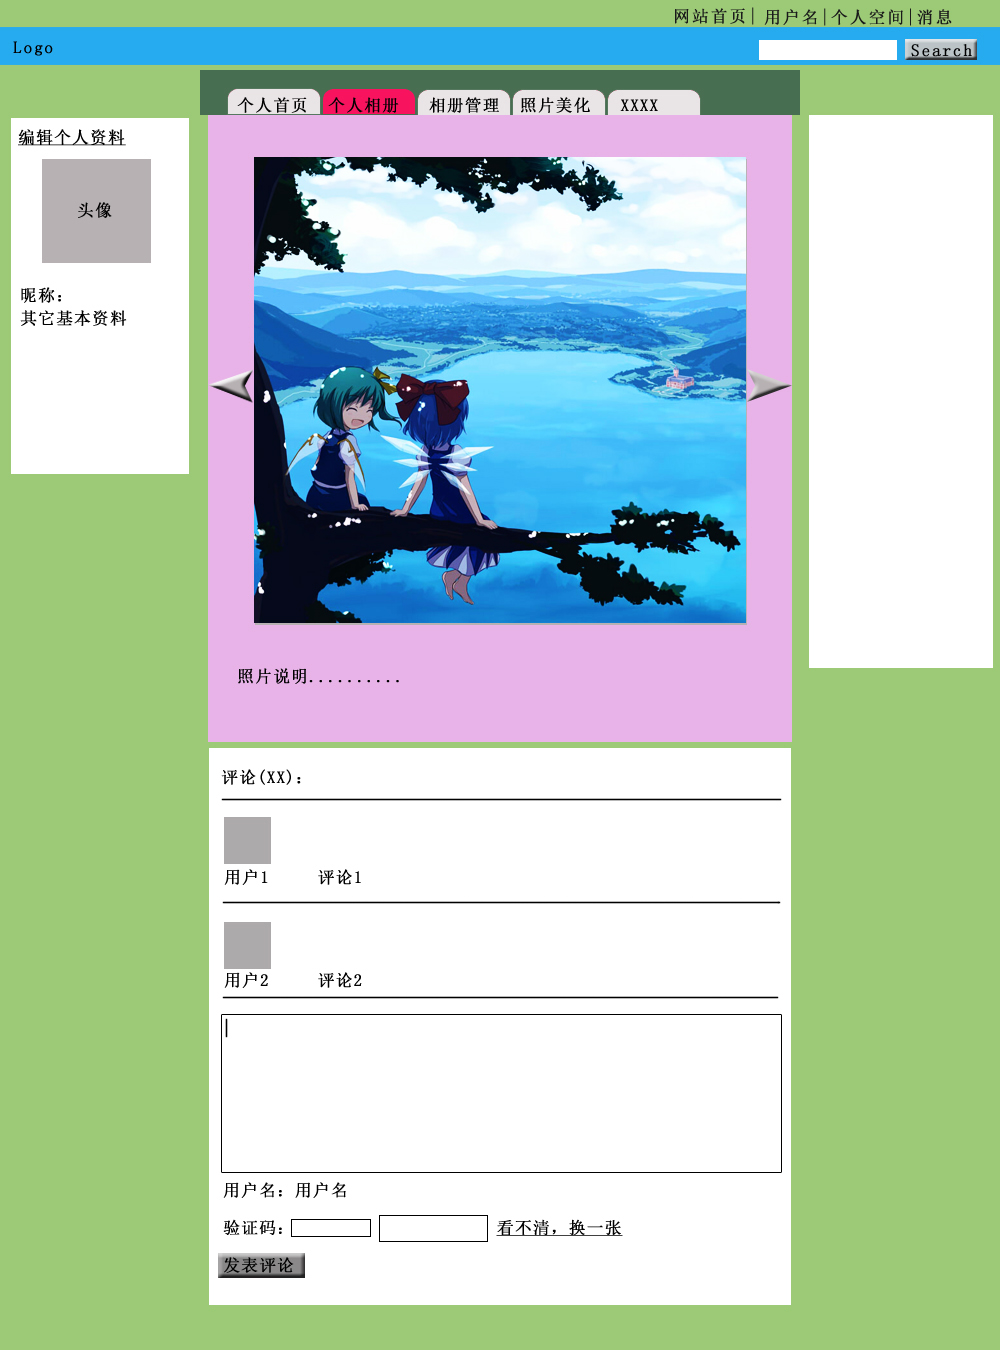 网站首页| 用户名|个人空间|消息
Logo
Search
个人首页 个人相册 相册管理 照片美化 XXXX
编辑个人资料
头像
昵称：
其它基本资料
照片说明..........
评论(XX)：
用户1 评论1
用户2 评论2
用户名：用户名
验证码： 看不清，换一张
发表评论